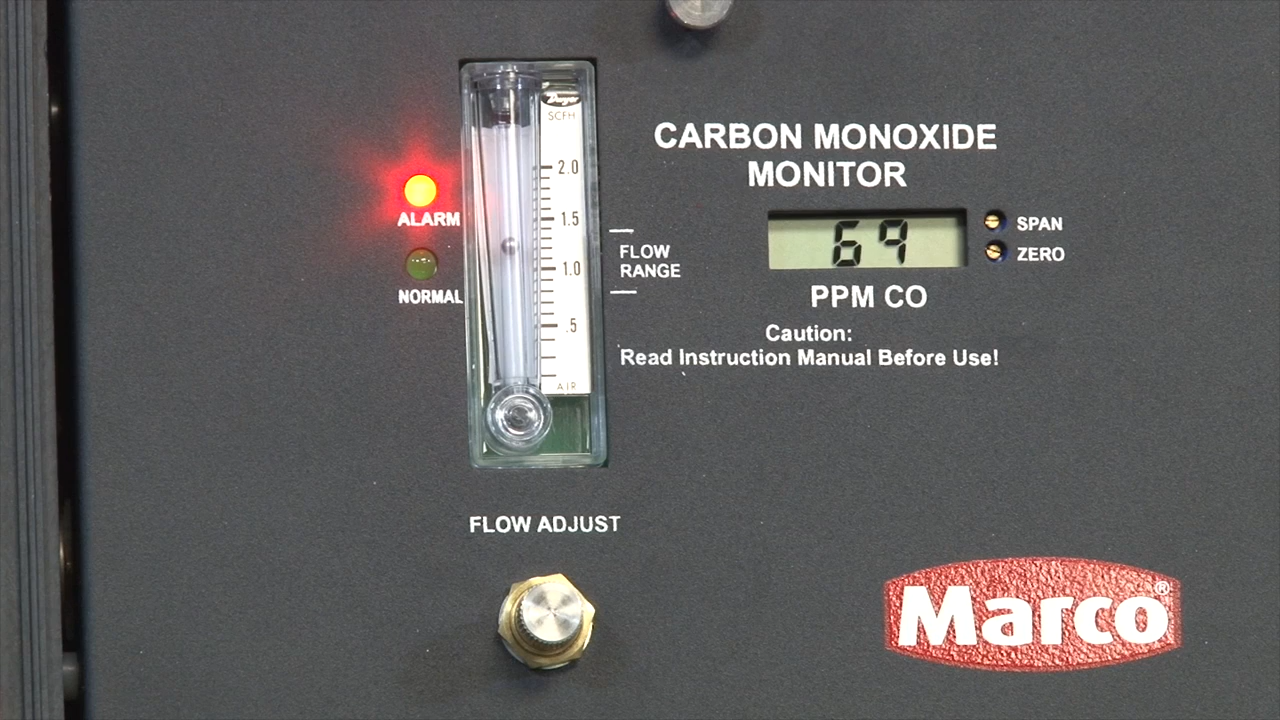 Dwyer
SCFH
2.0
1.5
1.0
.5
AIR
ALARM
NORMAL
FLOW
RANGE
CARBON MONOXIDE
MONITOR
69
SPAN
ZERO
PPM CO
Caution:
Read Instruction Manual Before Use!
FLOW ADJUST
Marco®